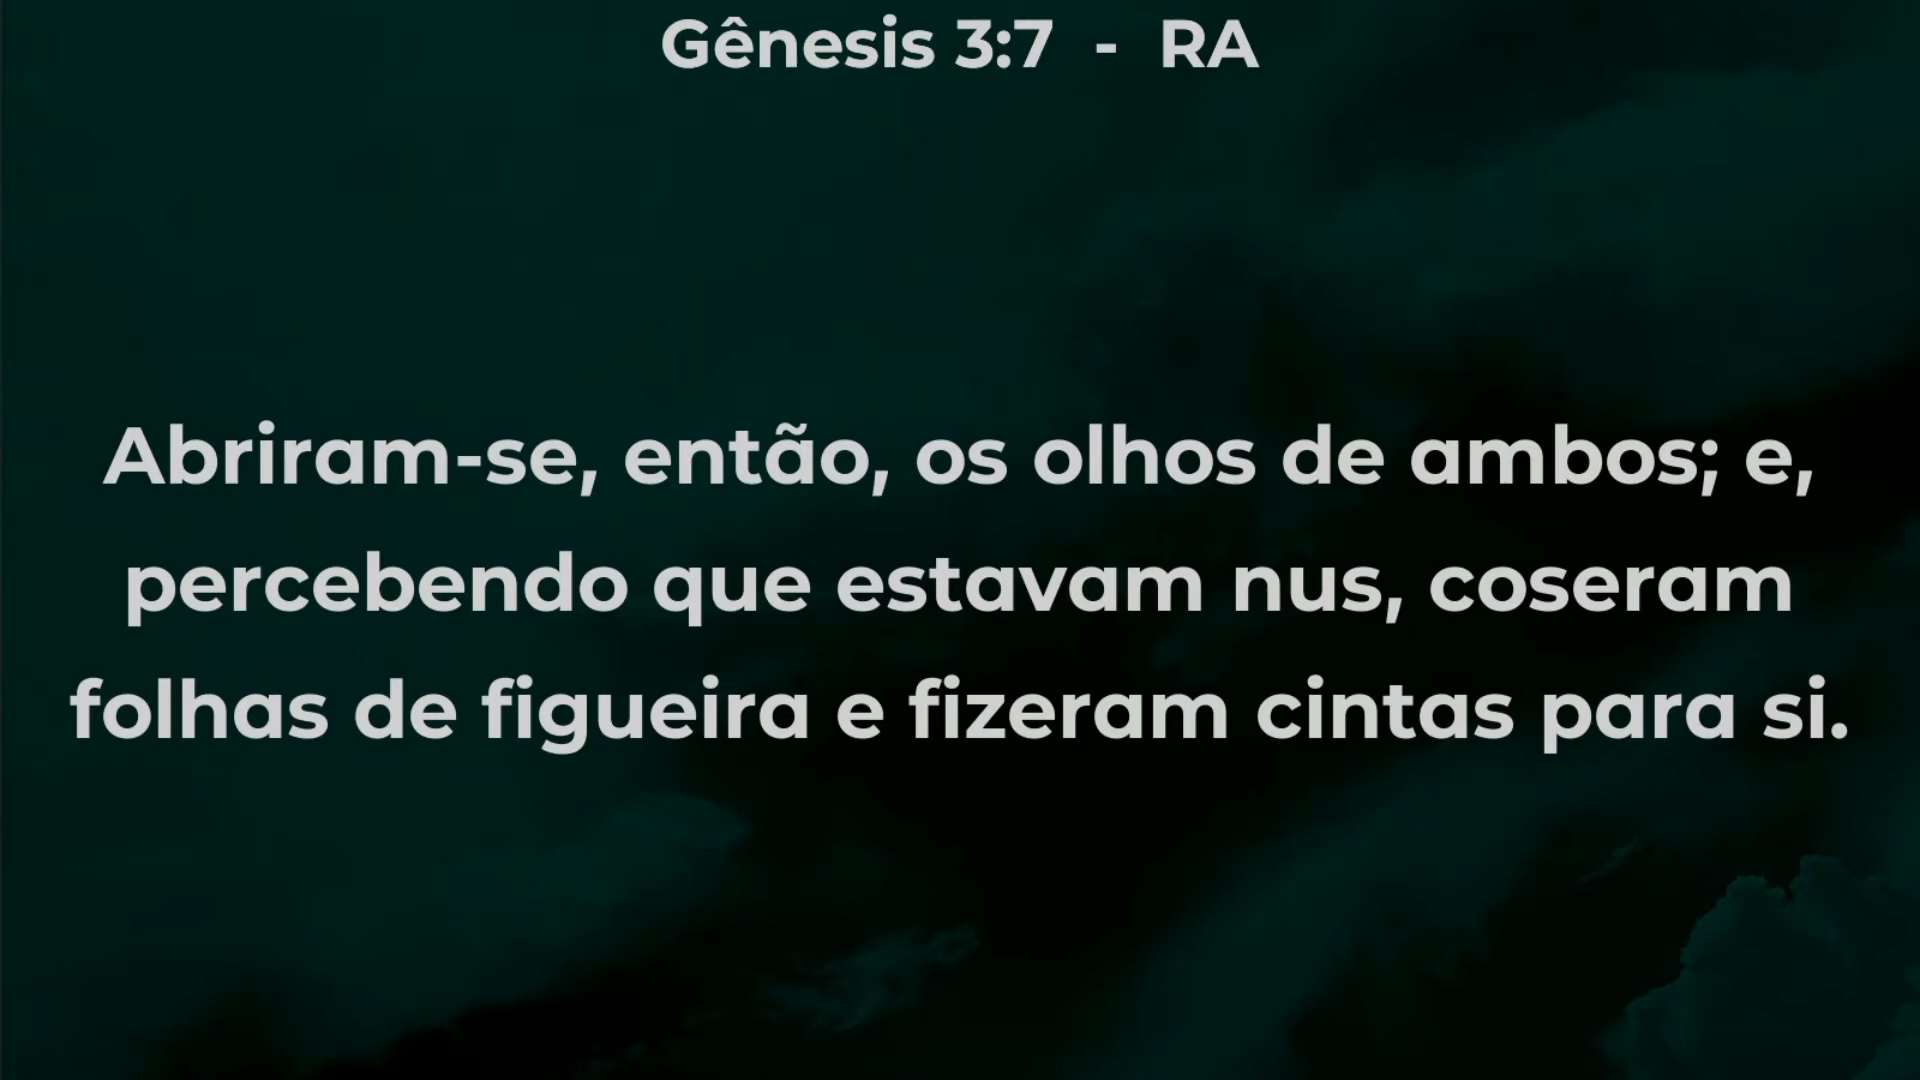 Gênesis 3:7 - RA
Abriram-se, então, os olhos de ambos; e,
percebendo que estavam nus, coseram
folhas de figueira e fizeram cintas para si.